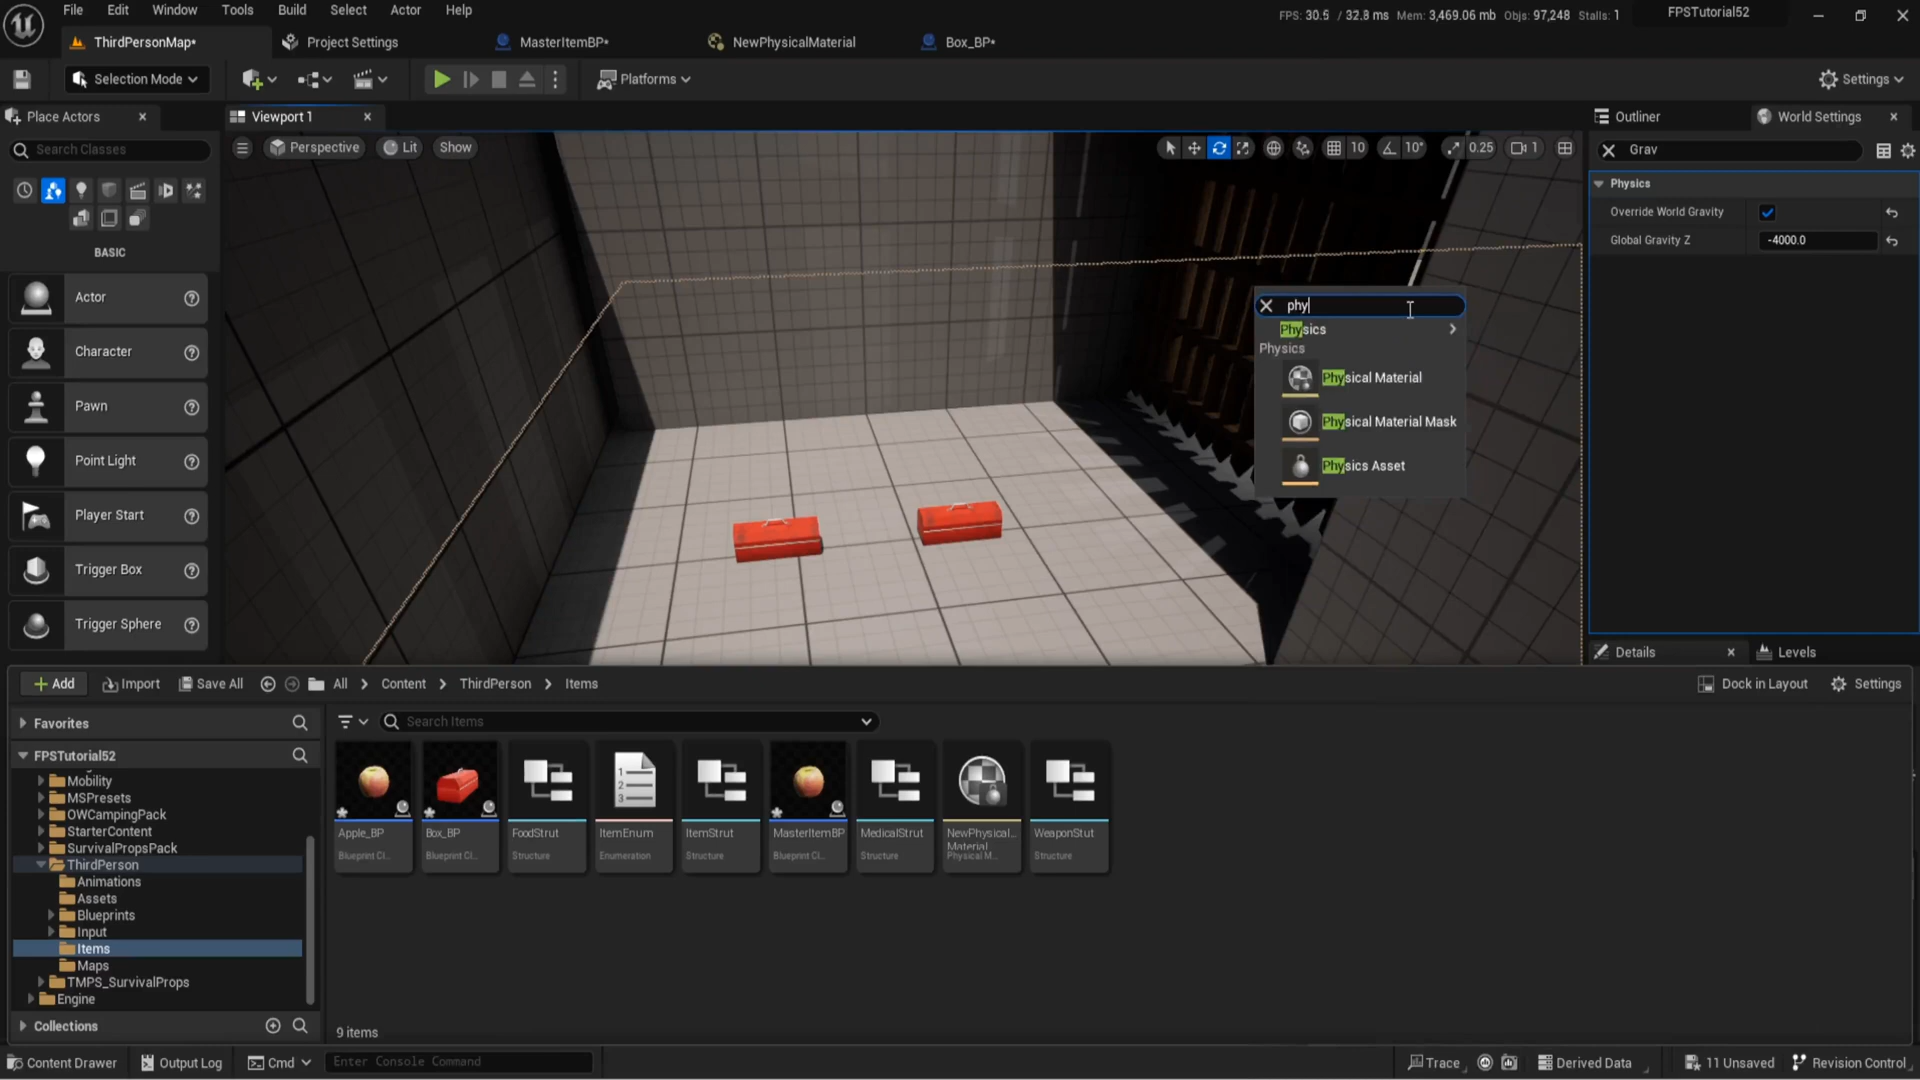 File Edit Window Tools Build Select Actor Help
FPS: 30.5 / 32.8 ms Mem: 3,469.06 mb Objs: 97,248 Stalls: 1
FPSTutorial52
ThirdPersonMap*
Project Settings
MasterItemBP*
NewPhysicalMaterial
Box_BP*
Selection Mode
Platforms
Settings
Place Actors
Search Classes
BASIC
Actor
Character
Pawn
Point Light
Player Start
Trigger Box
Trigger Sphere
Viewport 1
Perspective Lit Show
10 10° 0.25 1
phy
Physics
Physics
Physical Material
Physical Material Mask
Physics Asset
Outliner
World Settings
Grav
Physics
Override World Gravity
Global Gravity Z -4000.0
Details
Levels
Add Import Save All All Content ThirdPerson Items
Dock in Layout Settings
Favorites
FPSTutorial52
Mobility
MSPresets
OWCampingPack
StarterContent
SurvivalPropsPack
ThirdPerson
Animations
Assets
Blueprints
Input
Items
Maps
TMPS_SurvivalProps
Engine
Collections
Search Items
Apple_BP
Blueprint Cl...
Box_BP
Blueprint Cl...
FoodStrut
Structure
ItemEnum
Enumeration
ItemStrut
Structure
MasterItemBP
Blueprint Cl...
MedicalStrut
Structure
NewPhysical...
Material
Physical M...
WeaponStut
Structure
9 items
Content Drawer
Output Log
Cmd
Enter Console Command
Trace
Derived Data
11 Unsaved
Revision Control